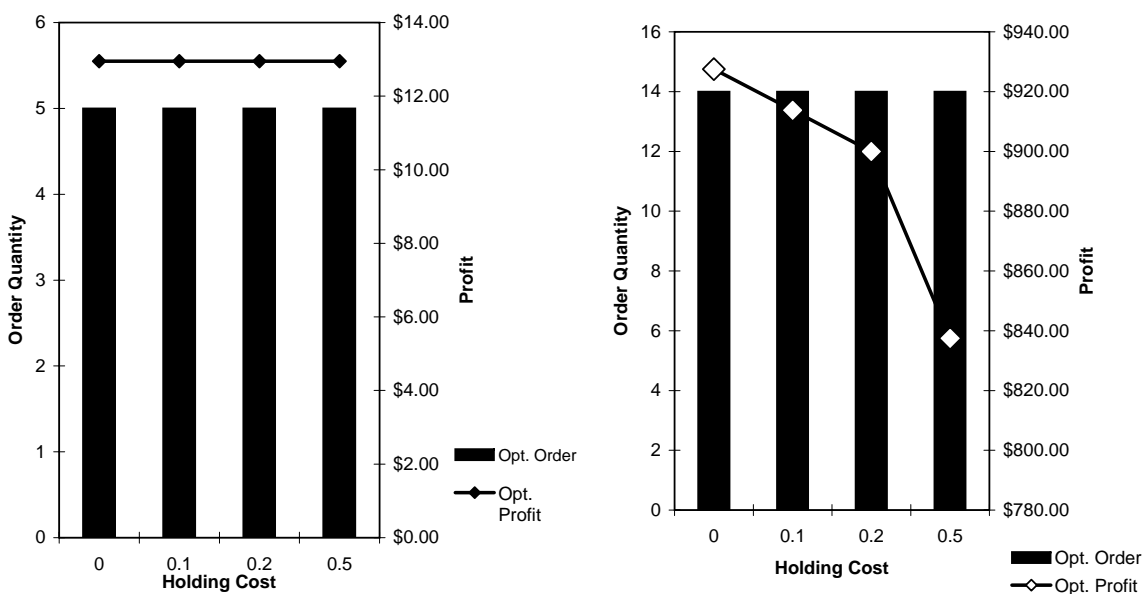 6
5
4
3
2
1
0
Order Quantity
$14.00
$12.00
$10.00
$8.00
$6.00
$4.00
$2.00
$0.00
Profit
0 0.1 0.2 0.5
Holding Cost
Opt. Order
Opt.
Profit
16
14
12
10
8
6
4
2
0
Order Quantity
$940.00
$920.00
$900.00
$880.00
$860.00
$840.00
$820.00
$800.00
$780.00
Profit
0 0.1 0.2 0.5
Holding Cost
Opt. Order
Opt. Profit